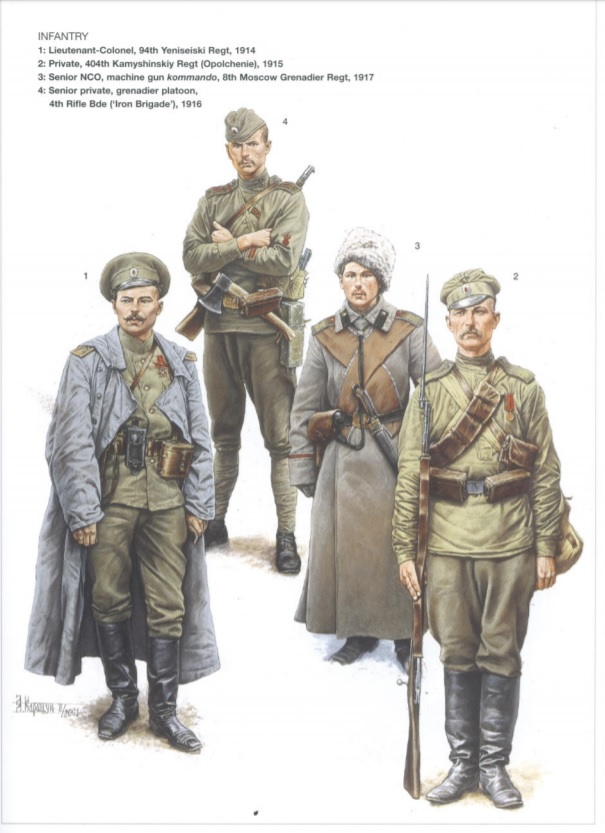 INFANTRY
1: Lieutenant-Colonel, 94th Yeniseiski Regt, 1914
2: Private, 404th Kamyshinskiy Regt (Opolchenie), 1915
3: Senior NCO, machine gun kommando, 8th Moscow Grenadier Regt, 1917
4: Senior private, grenadier platoon,
4th Rifle Bde (‘Iron Brigade’), 1916
4
3
1
2